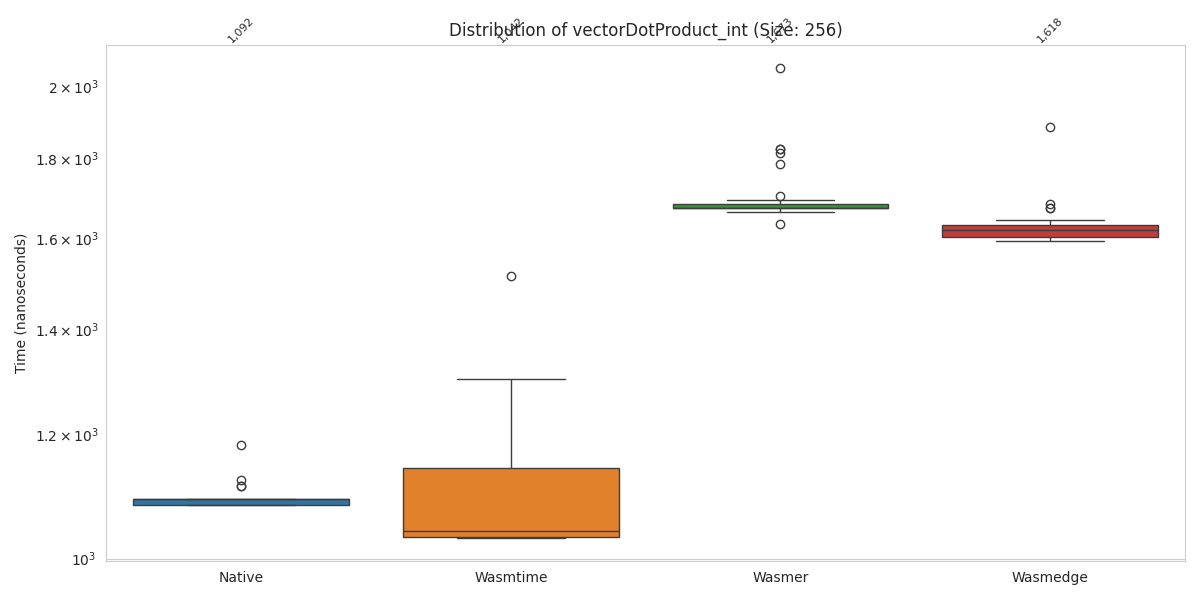 Distribution of vectorDotProduct_int (Size: 256)
1,092
1,618
Time (nanoseconds)
2 × 10³
1.8 × 10³
1.6 × 10³
1.4 × 10³
1.2 × 10³
10³
Native Wasmtime Wasmer Wasmedge